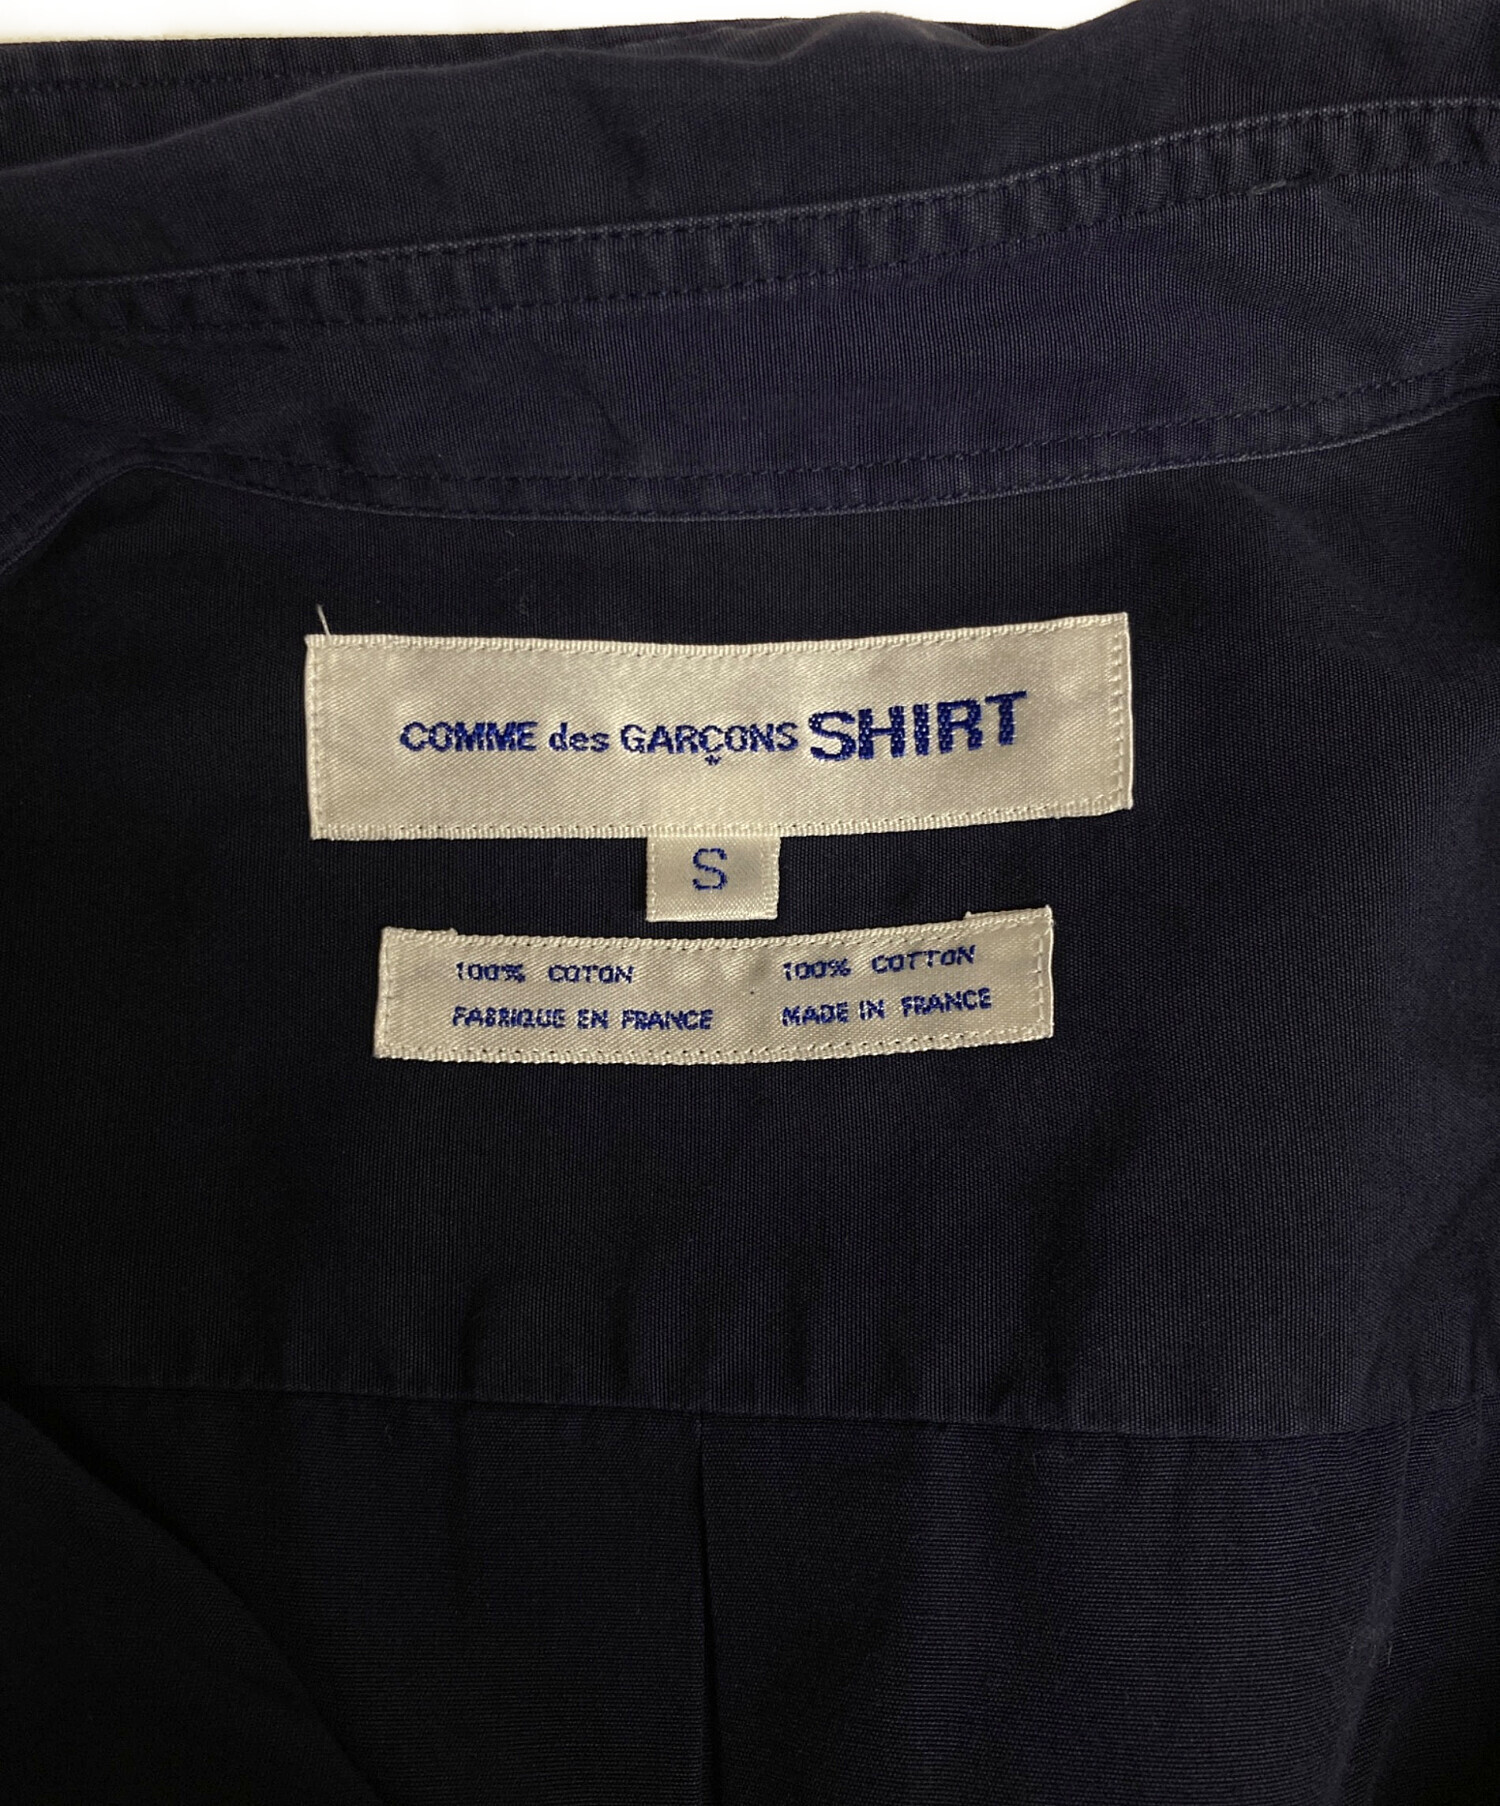 COMME des GARÇONS SHIRT
S
100% COTON 100% COTTON
FABRIQUE EN FRANCE MADE IN FRANCE